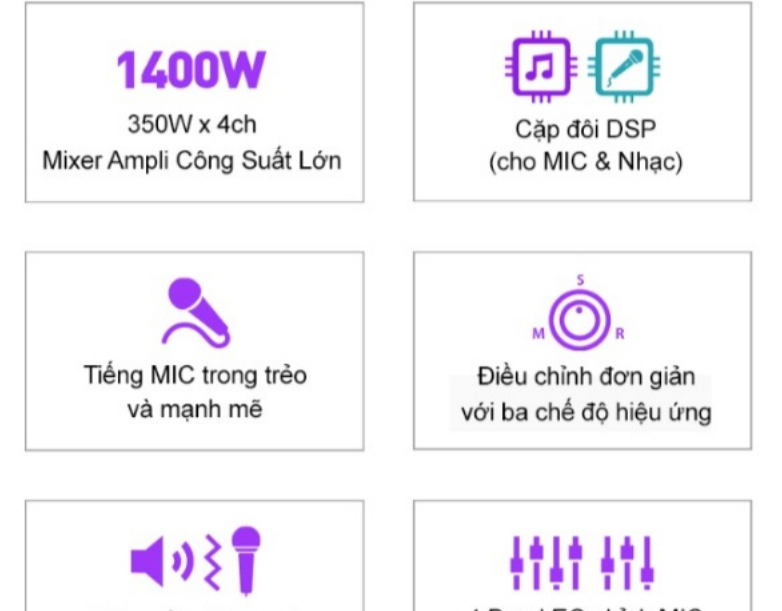 1400W
350W x 4ch
Mixer Ampli Công Suất Lớn
Cặp đôi DSP
(cho MIC & Nhạc)
Tiếng MIC trong trẻo
và mạnh mẽ
S
M R
Điều chỉnh đơn giản
với ba chế độ hiệu ứng